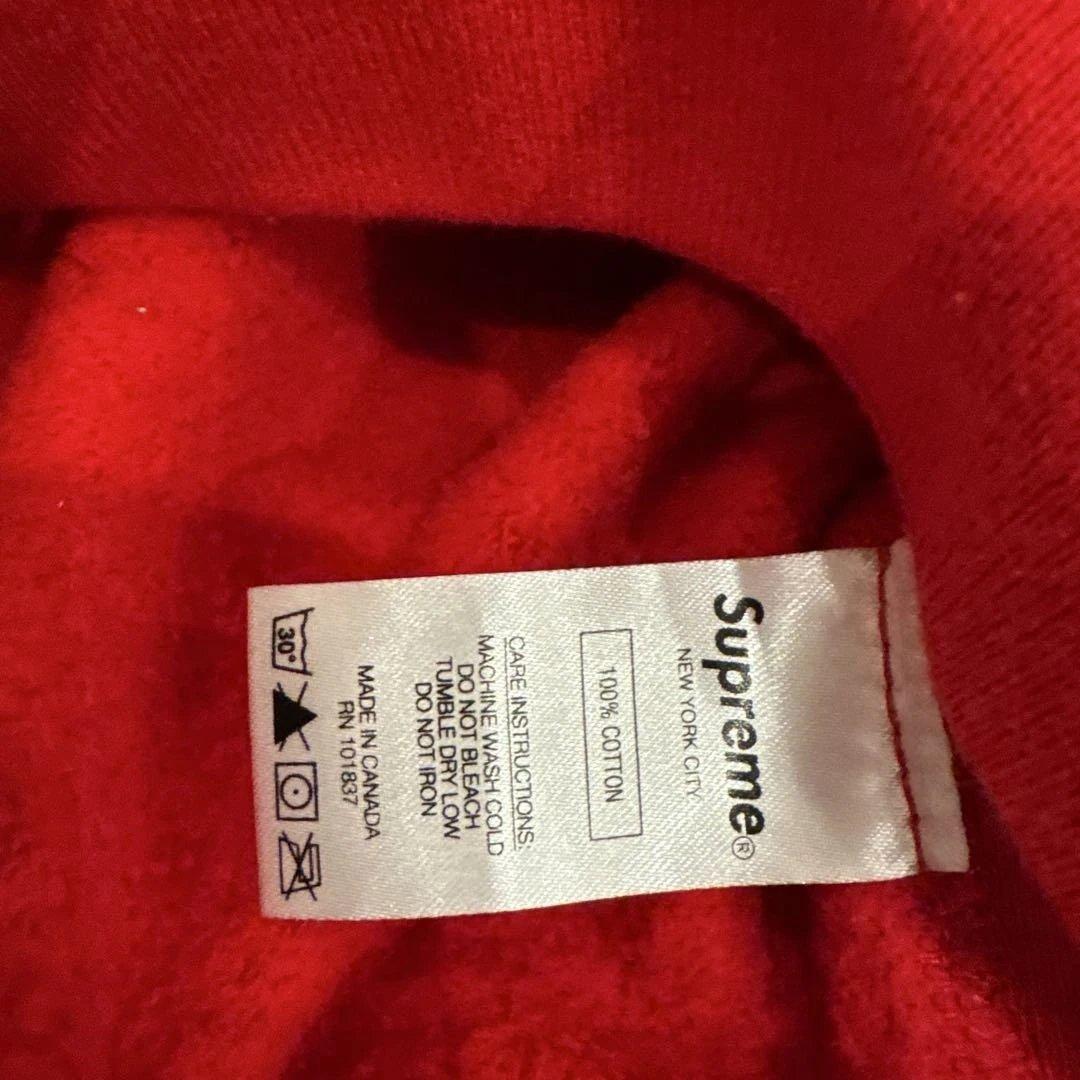 Supreme®
NEW YORK CITY
100% COTTON
CARE INSTRUCTIONS:
MACHINE WASH COLD
DO NOT BLEACH
TUMBLE DRY LOW
DO NOT IRON
MADE IN CANADA
RN 101837
30°